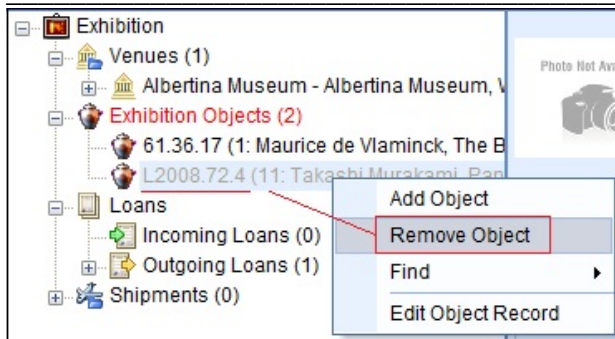 Exhibition
Venues (1)
Albertina Museum - Albertina Museum,
Photo Not Ava
Exhibition Objects (2)
61.36.17 (1: Maurice de Vlaminck, The B
L2008.72.4 (11: Takashi Murakami, Pan
Add Object
Loans
Remove Object
Incoming Loans (0)
Find
Outgoing Loans (1)
Shipments (0)
Edit Object Record